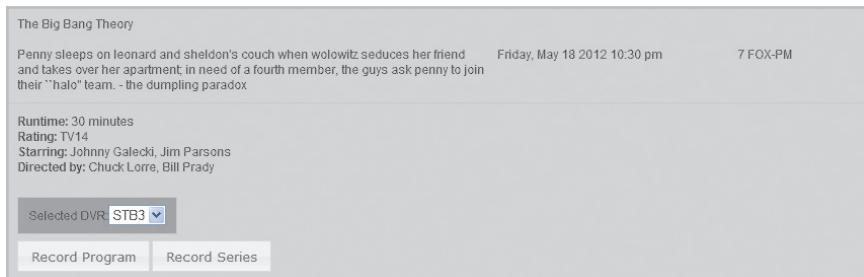 The Big Bang Theory
Penny sleeps on leonard and sheldon's couch when wolowitz seduces her friend Friday, May 18 2012 10:30 pm 7 FOX-PM
and takes over her apartment; in need of a fourth member, the guys ask penny to join
their ``halo" team. - the dumpling paradox
Runtime: 30 minutes
Rating: TV14
Starring: Johnny Galecki, Jim Parsons
Directed by: Chuck Lorre, Bill Prady
Selected DVR: STB3
Record Program Record Series